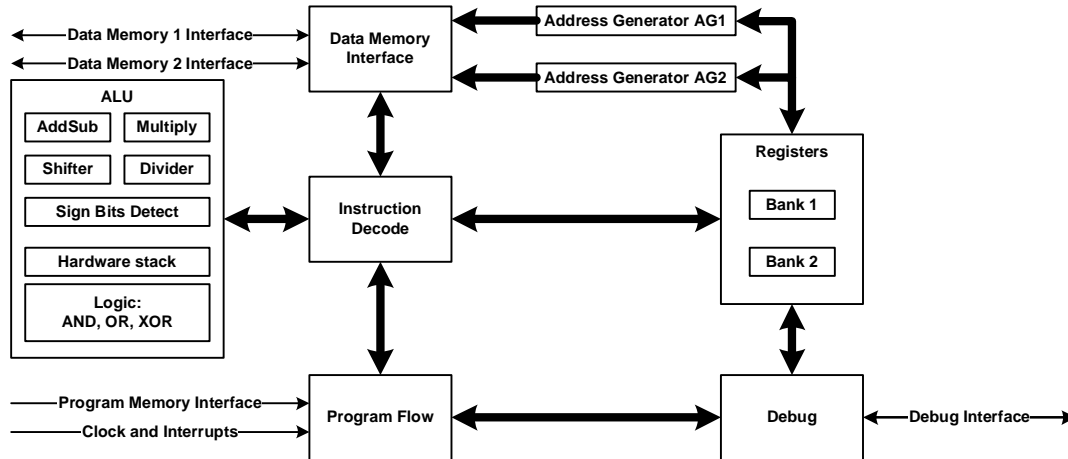 Data Memory 1 Interface
Data Memory 2 Interface
Data Memory
Interface
Address Generator AG1
Address Generator AG2
ALU
AddSub
Multiply
Shifter
Divider
Sign Bits Detect
Hardware stack
Logic:
AND, OR, XOR
Instruction
Decode
Registers
Bank 1
Bank 2
Program Memory Interface
Clock and Interrupts
Program Flow
Debug
Debug Interface